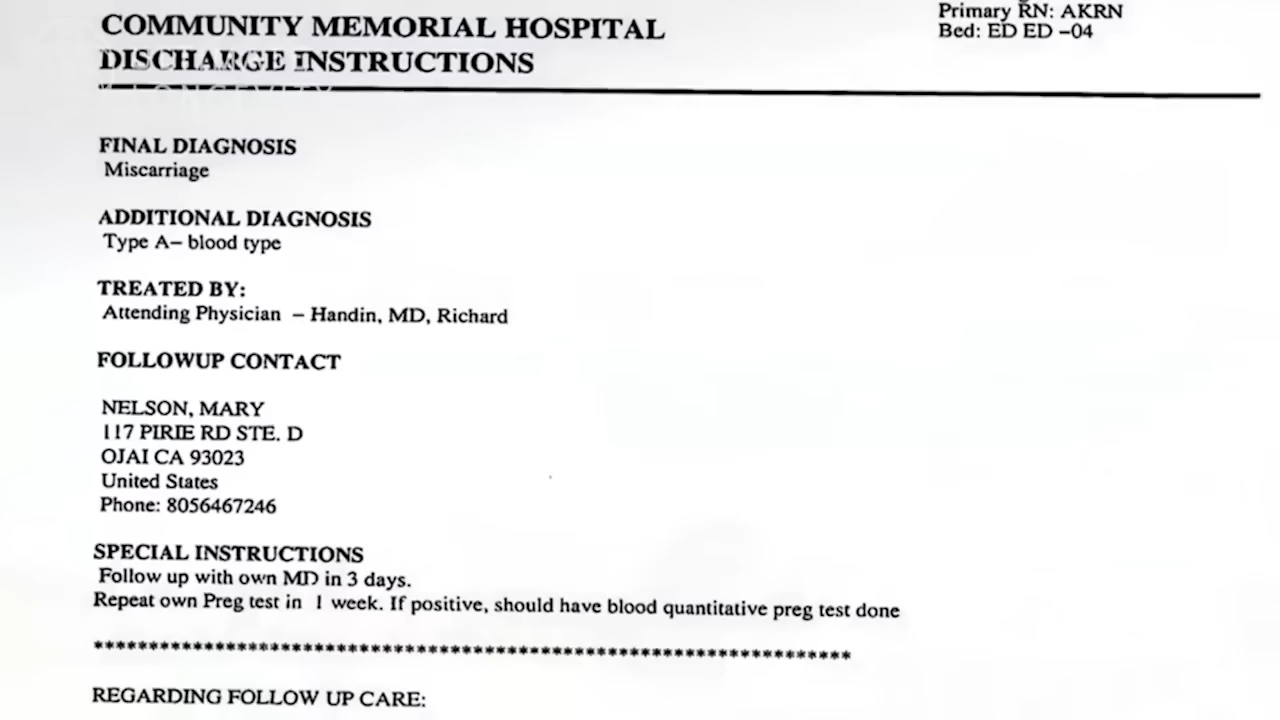 COMMUNITY MEMORIAL HOSPITAL
DISCHARGE INSTRUCTIONS
Primary RN: AKRN
Bed: ED ED –04
LONGEVITY
FINAL DIAGNOSIS
Miscarriage
ADDITIONAL DIAGNOSIS
Type A– blood type
TREATED BY:
Attending Physician – Handin, MD, Richard
FOLLOWUP CONTACT
NELSON, MARY
117 PIRIE RD STE. D
OJAI CA 93023
United States
Phone: 8056467246
SPECIAL INSTRUCTIONS
Follow up with own MD in 3 days.
Repeat own Preg test in 1 week. If positive, should have blood quantitative preg test done
*******************************************************************
REGARDING FOLLOW UP CARE: